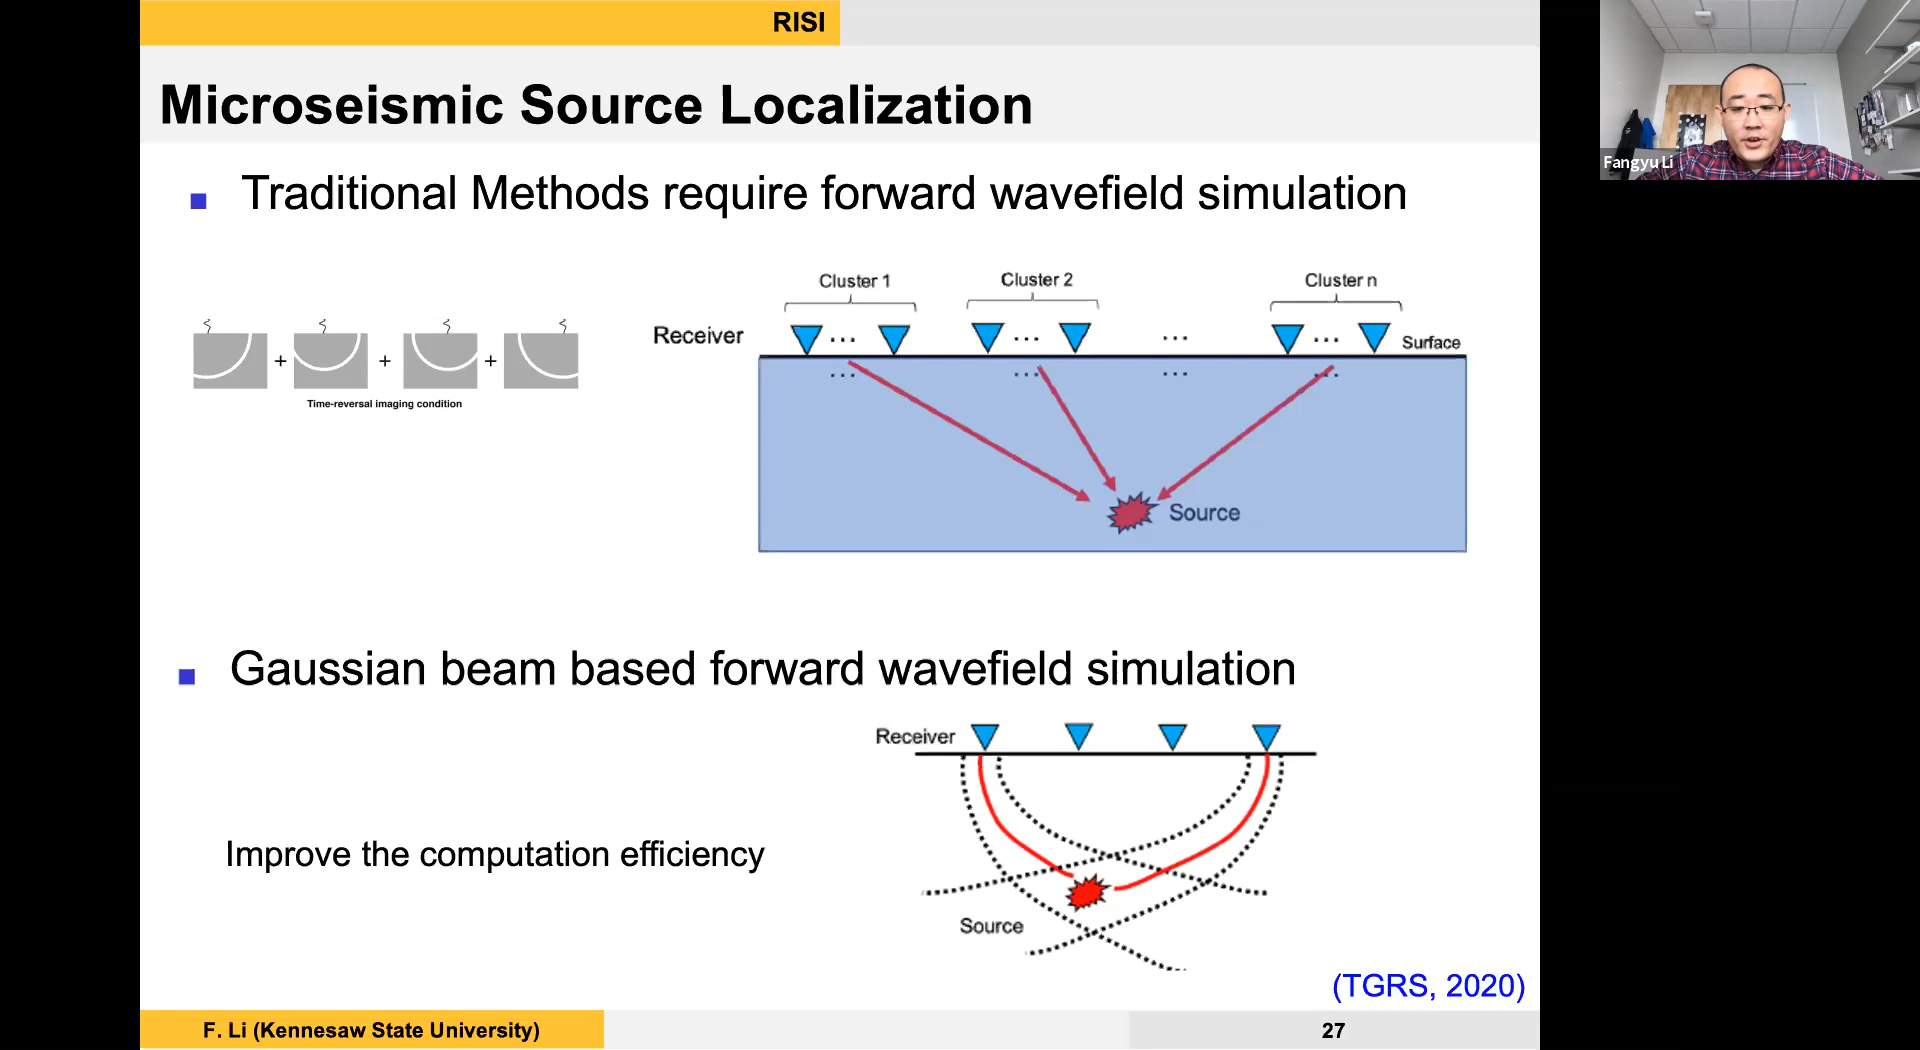 RISI
Microseismic Source Localization
Fangyu Li
Traditional Methods require forward wavefield simulation
Cluster 1
Cluster 2
Cluster n
Receiver
...
...
...
...
Surface
+
+
+
...
...
...
...
Time-reversal imaging condition
Source
Gaussian beam based forward wavefield simulation
Receiver
Improve the computation efficiency
Source
(TGRS, 2020)
F. Li (Kennesaw State University)
27